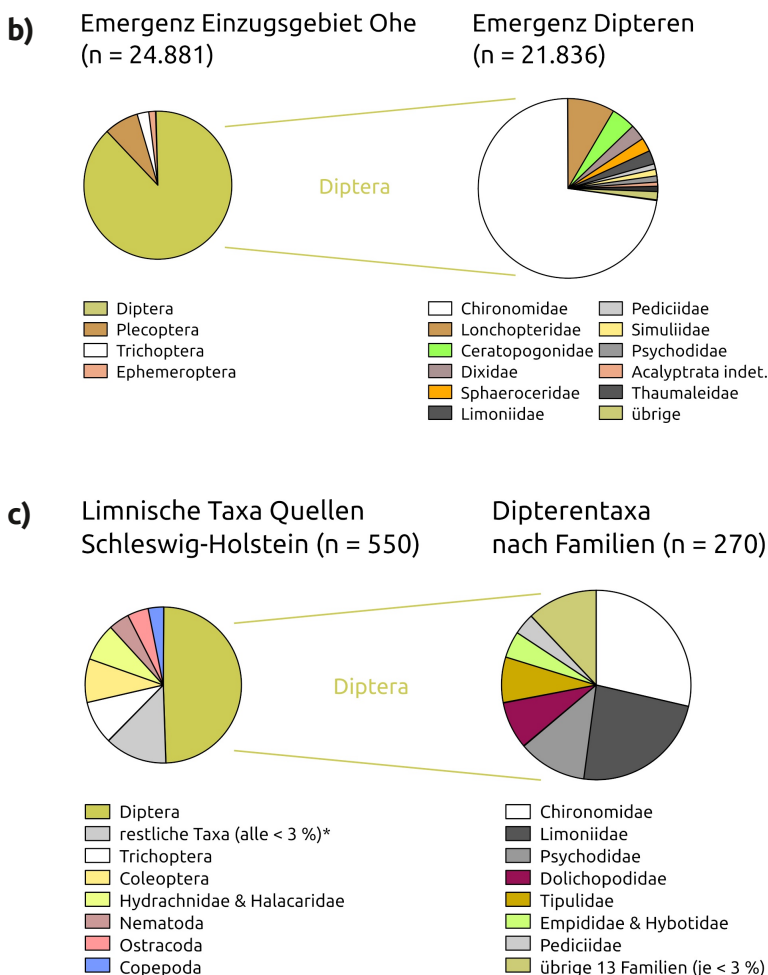 b)
Emergenz Einzugsgebiet Ohe
(n = 24.881)
Emergenz Dipteren
(n = 21.836)
Diptera
Diptera
Plecoptera
Trichoptera
Ephemeroptera
Chironomidae
Lonchopteridae
Ceratopogonidae
Dixidae
Sphaeroceridae
Limoniidae
Pediciidae
Simuliidae
Psychodidae
Acalyptrata indet.
Thaumaleidae
übrige
c)
Limnische Taxa Quellen
Schleswig-Holstein (n = 550)
Dipterentaxa
nach Familien (n = 270)
Diptera
Diptera
restliche Taxa (alle < 3 %)*
Trichoptera
Coleoptera
Hydrachnidae & Halacaridae
Nematoda
Ostracoda
Copepoda
Chironomidae
Limoniidae
Psychodidae
Dolichopodidae
Tipulidae
Empididae & Hybotidae
Pediciidae
übrige 13 Familien (je < 3 %)